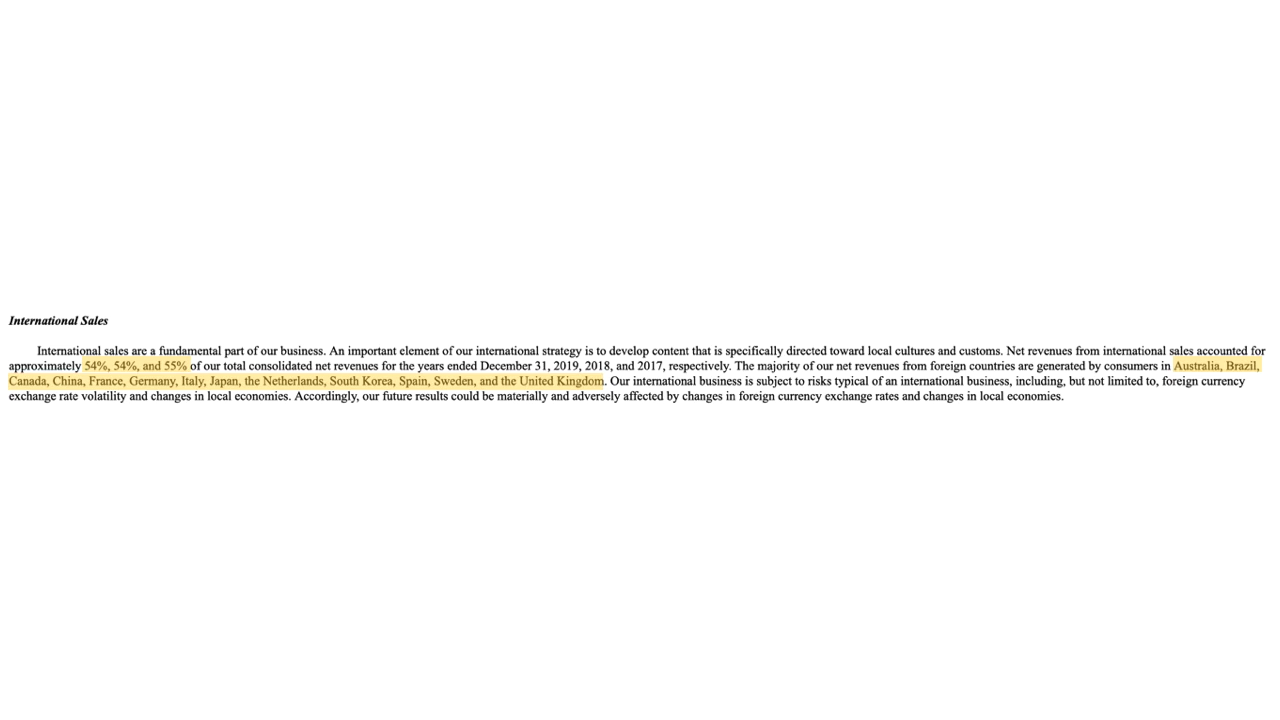 International Sales
International sales are a fundamental part of our business. An important element of our international strategy is to develop content that is specifically directed toward local cultures and customs. Net revenues from international sales accounted for
approximately 54%, 54%, and 55% of our total consolidated net revenues for the years ended December 31, 2019, 2018, and 2017, respectively. The majority of our net revenues from foreign countries are generated by consumers in Australia, Brazil,
Canada, China, France, Germany, Italy, Japan, the Netherlands, South Korea, Spain, Sweden, and the United Kingdom. Our international business is subject to risks typical of an international business, including, but not limited to, foreign currency
exchange rate volatility and changes in local economies. Accordingly, our future results could be materially and adversely affected by changes in foreign currency exchange rates and changes in local economies.